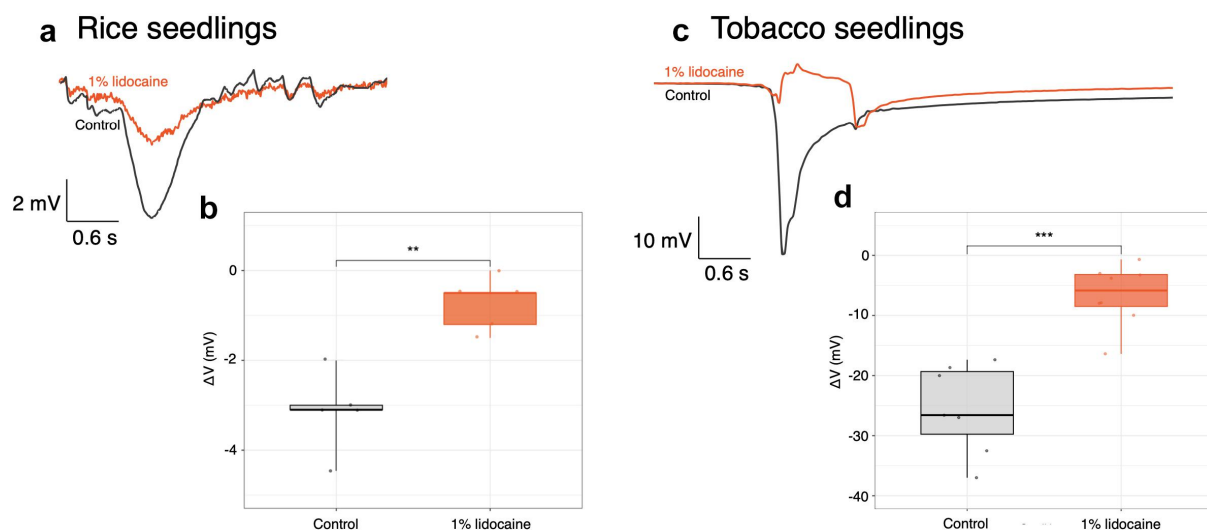 a Rice seedlings
1% lidocaine
Control
2 mV
0.6 s
b
**
0
-2
-4
ΔV (mV)
Control
1% lidocaine
c Tobacco seedlings
1% lidocaine
Control
10 mV
0.6 s
d
***
0
-10
-20
-30
-40
ΔV (mV)
Control
1% lidocaine